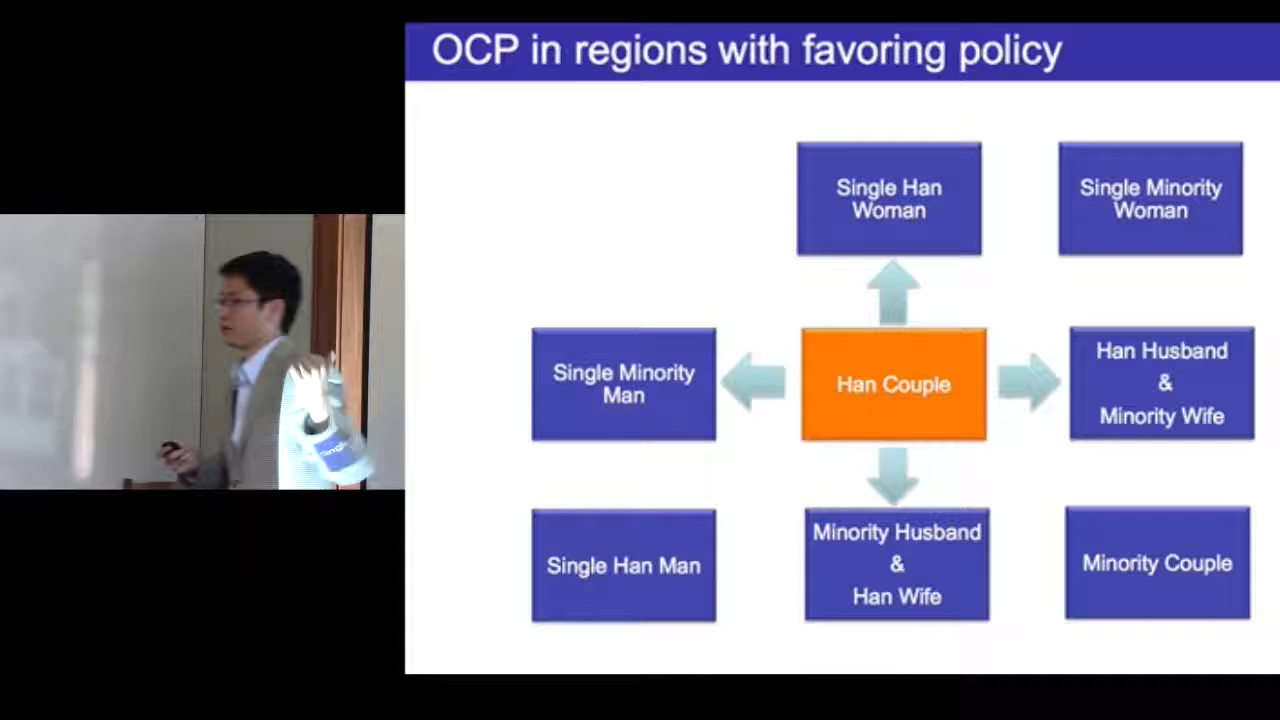 OCP in regions with favoring policy
Single Han
Woman
Single Minority
Woman
Single Minority
Man
Han Couple
Han Husband
&
Minority Wife
Single Han Man
Minority Husband
&
Han Wife
Minority Couple